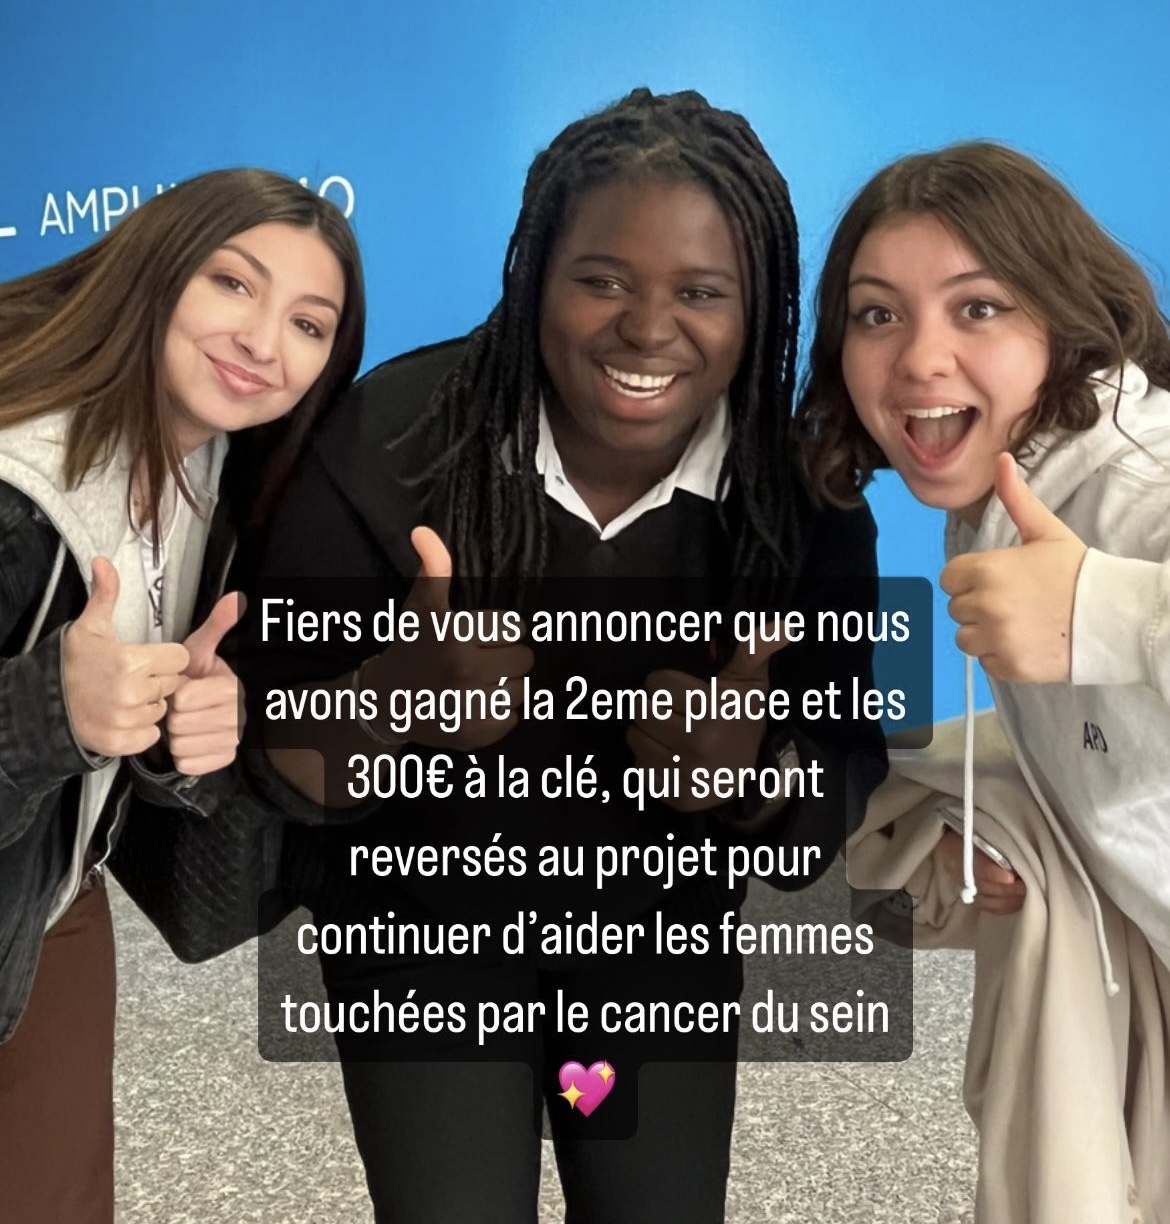 AMPHI
Fiers de vous annoncer que nous
avons gagné la 2eme place et les
300€ à la clé, qui seront
reversés au projet pour
continuer d’aider les femmes
touchées par le cancer du sein
💖